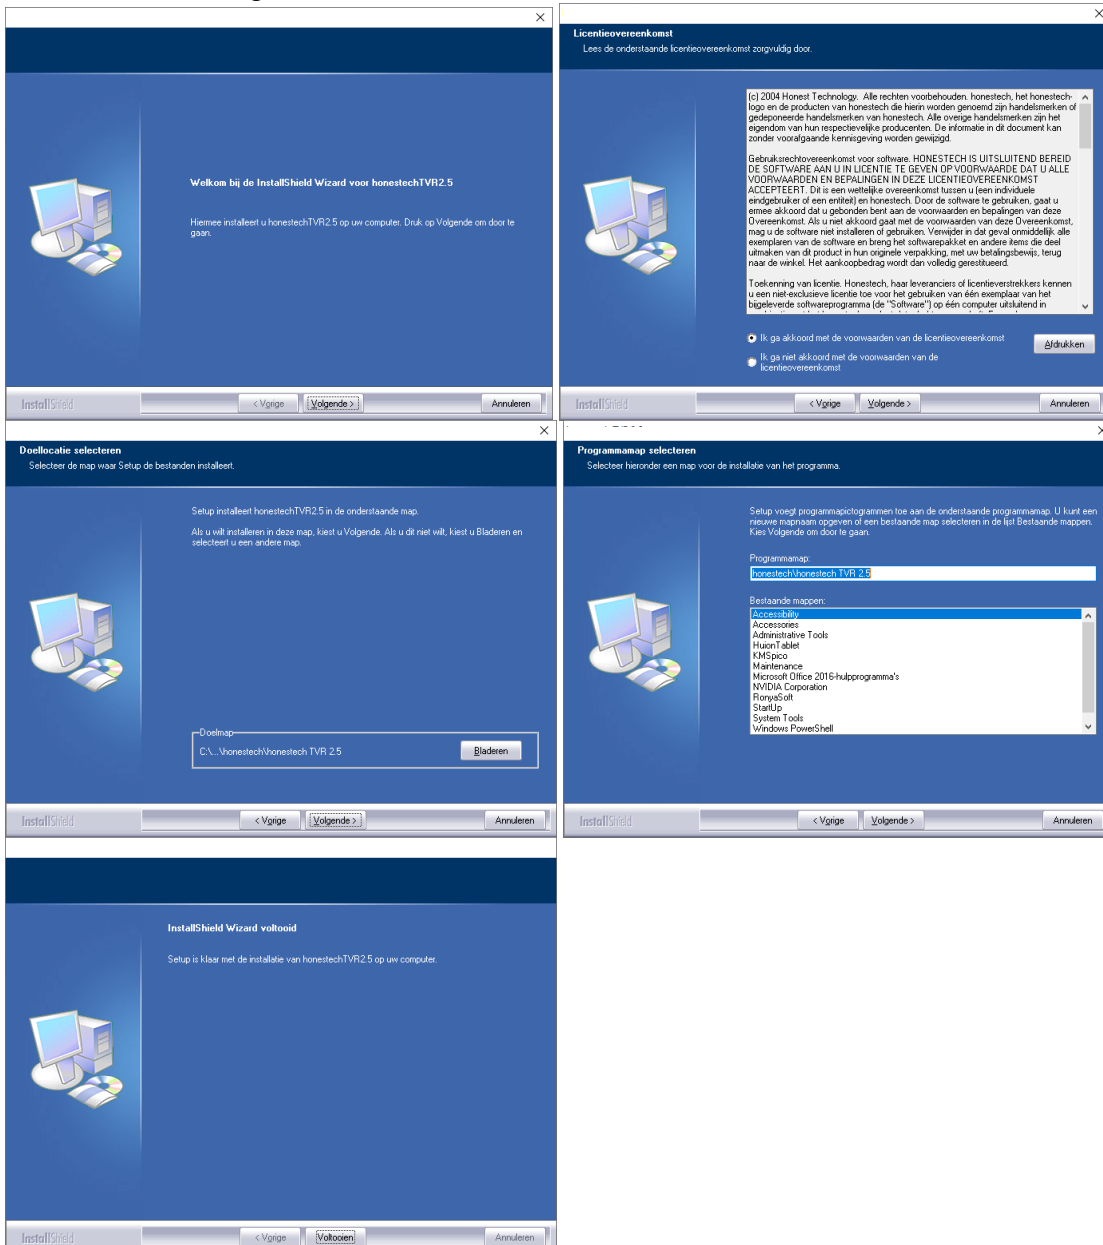 Welkom bij de InstallShield Wizard voor honestechTVR2.5
Hiermee installeert u honestechTVR2.5 op uw computer. Druk op Volgende om door te
gaan.
InstallShield
< Vorige
Volgende >
Annuleren
Licentieovereenkomst
Lees de onderstaande licentieovereenkomst zorgvuldig door.
(c) 2004 Honest Technology. Alle rechten voorbehouden. honestech, het honestech-
logo en de producten van honestech die hierin worden genoemd zijn handelsmerken of
gedeponeerde handelsmerken van honestech. Alle overige handelsmerken zijn het
eigendom van hun respectievelijke producenten. De informatie in dit document kan
zonder voorafgaande kennisgeving worden gewijzigd.
Gebruiksrechtovereenkomst voor software. HONESTECH IS UITSLUITEND BEREID
DE SOFTWARE AAN U IN LICENTIE TE GEVEN OP VOORWAARDE DAT U ALLE
VOORWAARDEN EN BEPALINGEN IN DEZE LICENTIEOVEREENKOMST
ACCEPTEERT. Dit is een wettelijke overeenkomst tussen u (een individuele
eindgebruiker of een entiteit) en honestech. Door de software te gebruiken, gaat u
ermee akkoord dat u gebonden bent aan de voorwaarden en bepalingen van deze
Overeenkomst. Als u niet akkoord gaat met de voorwaarden van deze Overeenkomst,
mag u de software niet installeren of gebruiken. Verwijder in dat geval onmiddellijk alle
exemplaren van de software en breng het softwarepakket en andere items die deel
uitmaken van dit product in hun originele verpakking, met uw betalingsbewijs, terug
naar de winkel. Het aankoopbedrag wordt dan volledig gerestitueerd.
Toekenning van licentie. Honestech, haar leveranciers of licentieverstrekkers kennen
u een niet-exclusieve licentie toe voor het gebruiken van één exemplaar van het
bijgeleverde softwareprogramma (de "Software") op één computer uitsluitend in
Ik ga akkoord met de voorwaarden van de licentieovereenkomst
Ik ga niet akkoord met de voorwaarden van de
licentieovereenkomst
Afdrukken
InstallShield
< Vorige
Volgende >
Annuleren
Doellocatie selecteren
Selecteer de map waar Setup de bestanden installeert.
Setup installeert honestechTVR2.5 in de onderstaande map.
Als u wilt installeren in deze map, kiest u Volgende. Als u dit niet wilt, kiest u Bladeren en
selecteert u een andere map.
Doelmap
C:\...\honestech\honestech TVR 2.5
Bladeren
InstallShield
< Vorige
Volgende >
Annuleren
Programmamap selecteren
Selecteer hieronder een map voor de installatie van het programma.
Setup voegt programmapictogrammen toe aan de onderstaande programmamap. U kunt een
nieuwe mapnaam opgeven of een bestaande map selecteren in de lijst Bestaande mappen.
Kies Volgende om door te gaan.
Programmamap:
honestech\honestech TVR 2.5
Bestaande mappen:
Accessibility
Accessories
Administrative Tools
HuionTablet
KMSpico
Maintenance
Microsoft Office 2016-hulpprogramma's
NVIDIA Corporation
RonyaSoft
StartUp
System Tools
Windows PowerShell
InstallShield
< Vorige
Volgende >
Annuleren
InstallShield Wizard voltooid
Setup is klaar met de installatie van honestechTVR2.5 op uw computer.
InstallShield
< Vorige
Voltooien
Annuleren